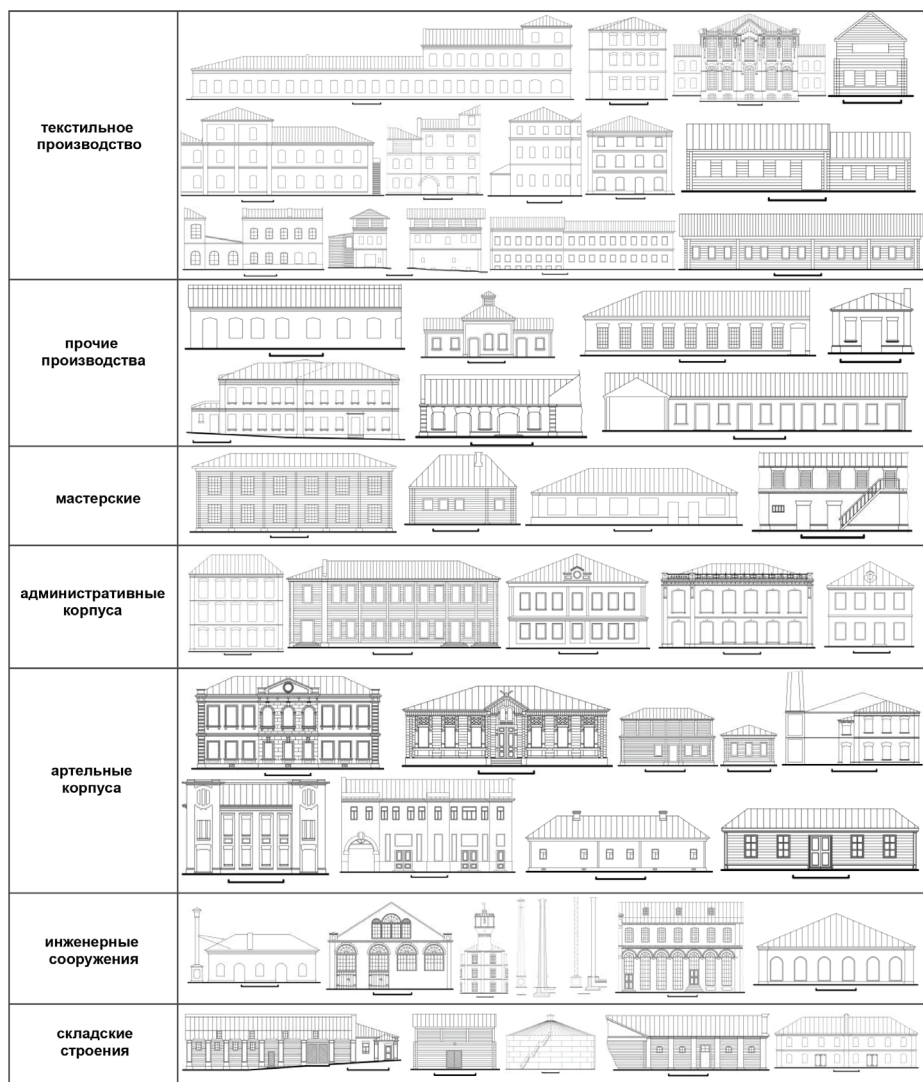 текстильное
производство
прочие
производства
мастерские
административные
корпуса
артельные
корпуса
инженерные
сооружения
складские
строения